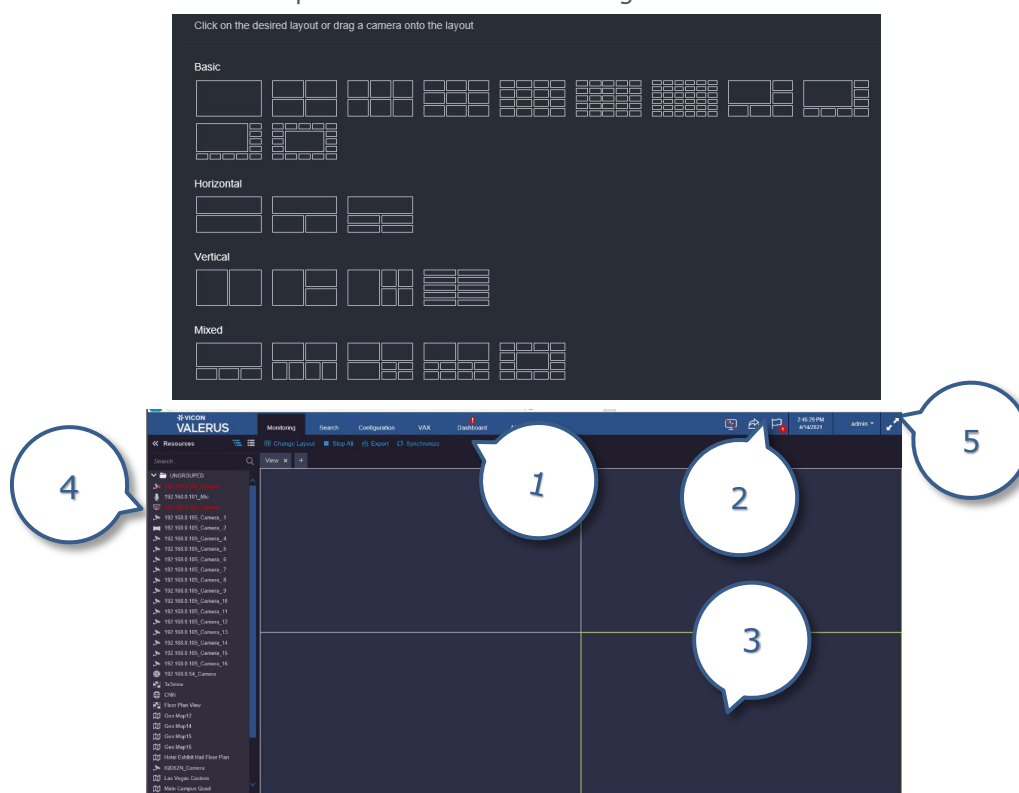 Click on the desired layout or drag a camera onto the layout
Basic
Horizontal
Vertical
Mixed
VICON
VALERUS
Monitoring Search Configuration VAX Dashboard
2:46:29 PM
4/14/2021
admin
Resources
Change Layout Stop All Export Synchronize
Search...
View × +
UNGROUPED
192.168.0.101_Mic
192.168.0.105_Camera_1
192.168.0.105_Camera_2
192.168.0.105_Camera_4
192.168.0.105_Camera_5
192.168.0.105_Camera_6
192.168.0.105_Camera_7
192.168.0.105_Camera_8
192.168.0.105_Camera_9
192.168.0.105_Camera_10
192.168.0.105_Camera_11
192.168.0.105_Camera_12
192.168.0.105_Camera_13
192.168.0.105_Camera_14
192.168.0.105_Camera_15
192.168.0.105_Camera_16
192.168.0.54_Camera
3x3view
CNN
Floor Plan View
Geo Map12
Geo Map14
Geo Map15
Geo Map16
Hotel Exhibit Hall Floor Plan
IQD62N_Camera
Las Vegas Casinos
Main Campus Quad
1
2
3
4
5